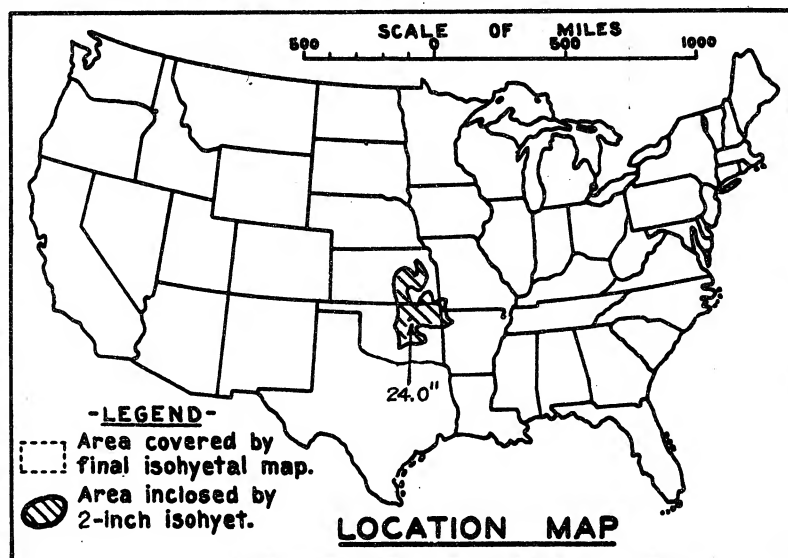 SCALE OF MILES
500 0 500 1000
24.0"
-LEGEND-
Area covered by
final isohyetal map.
Area inclosed by
2-inch isohyet.
LOCATION MAP